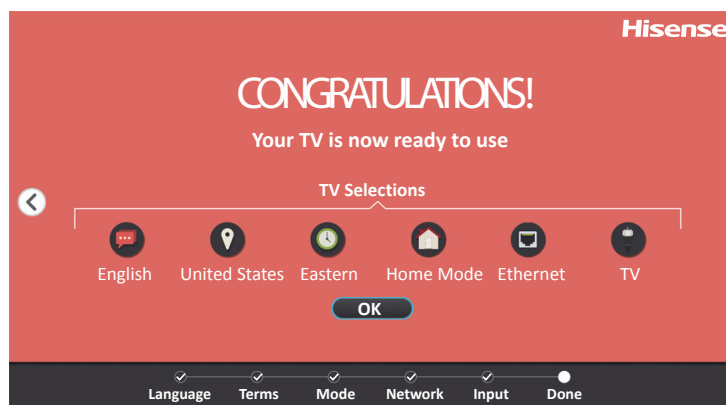 Hisense
CONGRATULATIONS!
Your TV is now ready to use
TV Selections
English United States Eastern Home Mode Ethernet TV
OK
Language Terms Mode Network Input Done